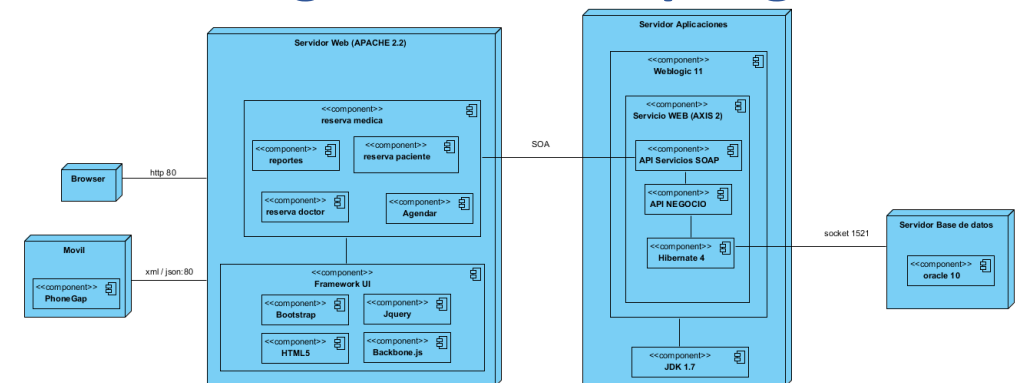 Servidor Web (APACHE 2.2)
<<component>>
reserva medica
<<component>>
reportes
<<component>>
reserva paciente
<<component>>
reserva doctor
<<component>>
Agendar
<<component>>
Framework UI
<<component>>
Bootstrap
<<component>>
Jquery
<<component>>
HTML5
<<component>>
Backbone.js
Browser
http 80
Movil
<<component>>
PhoneGap
xml / json:80
SOA
Servidor Aplicaciones
<<component>>
Weblogic 11
<<component>>
Servicio WEB (AXIS 2)
<<component>>
API Servicios SOAP
<<component>>
API NEGOCIO
<<component>>
Hibernate 4
<<component>>
JDK 1.7
socket 1521
Servidor Base de datos
<<component>>
oracle 10